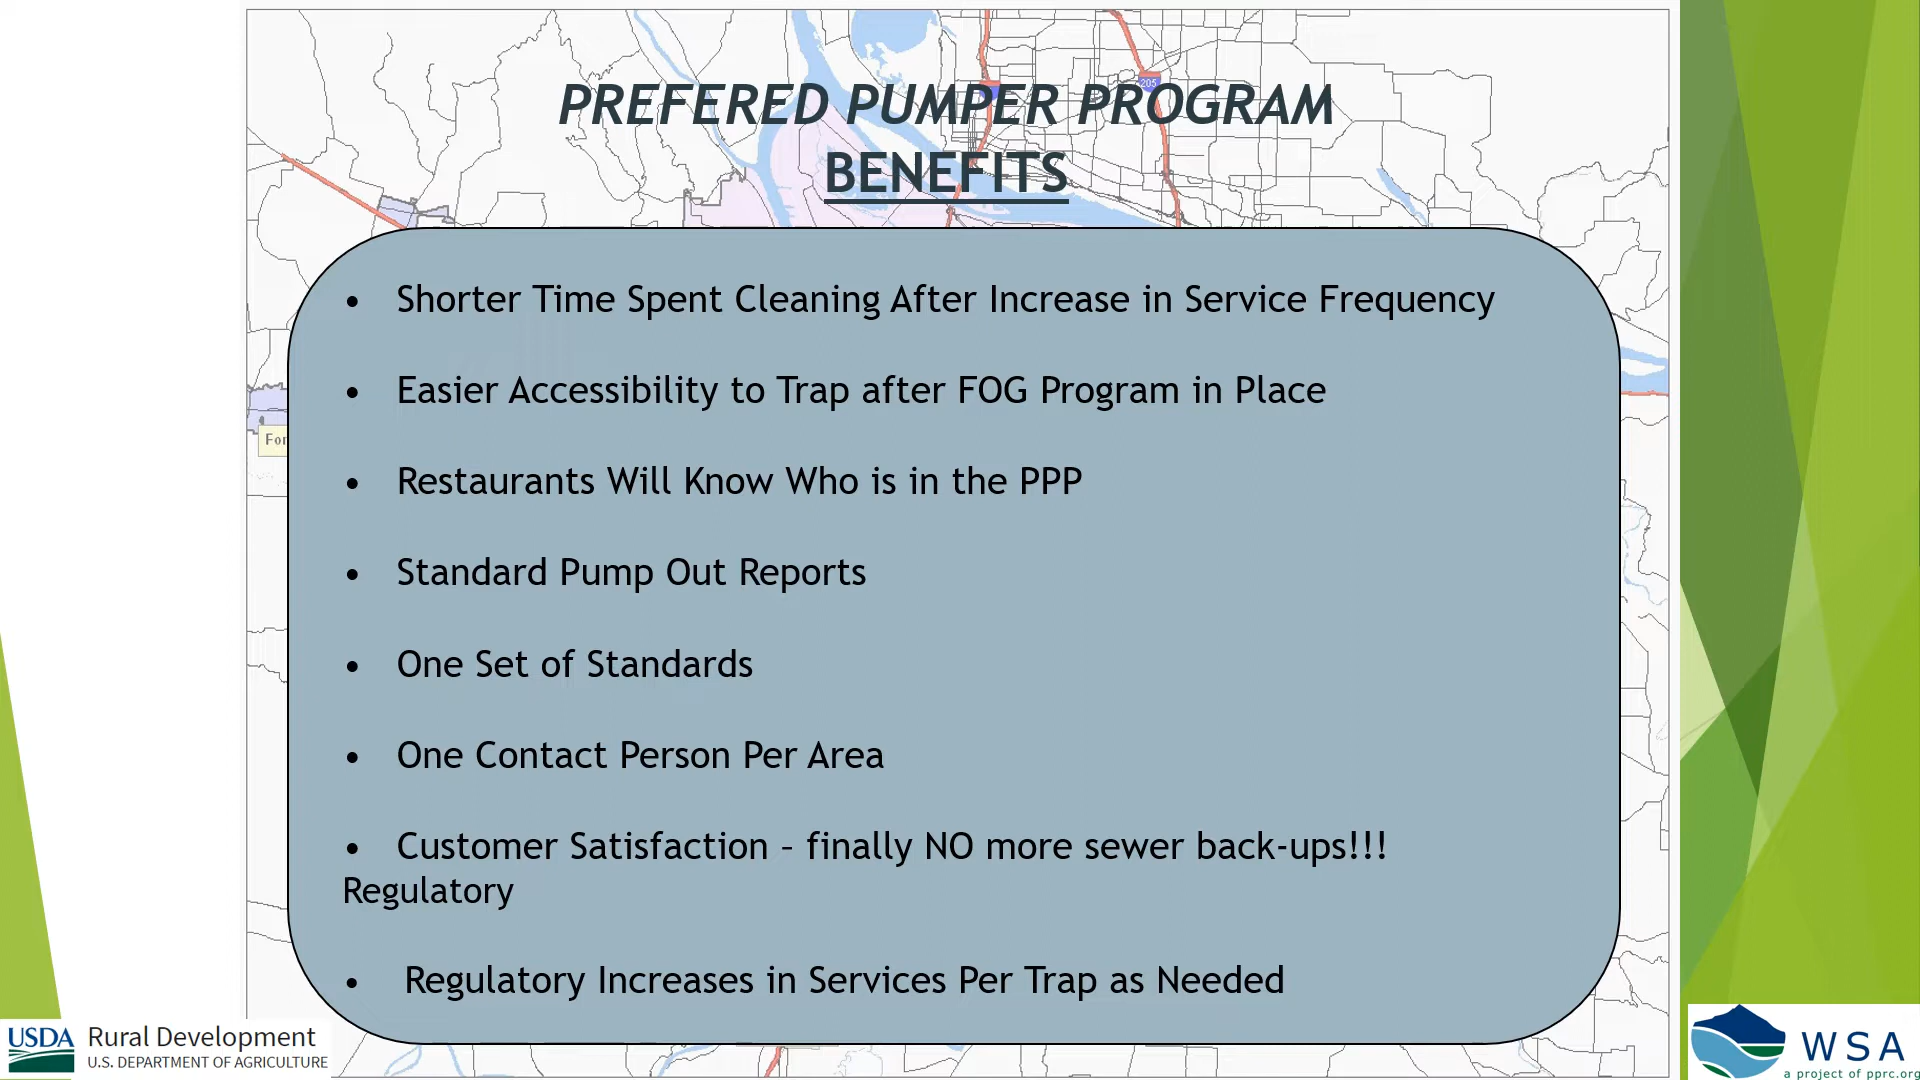 PREFERED PUMPER PROGRAM
BENEFITS
205
• Shorter Time Spent Cleaning After Increase in Service Frequency
• Easier Accessibility to Trap after FOG Program in Place
For
• Restaurants Will Know Who is in the PPP
• Standard Pump Out Reports
• One Set of Standards
• One Contact Person Per Area
• Customer Satisfaction – finally NO more sewer back-ups!!!
Regulatory
• Regulatory Increases in Services Per Trap as Needed
USDA Rural Development
U.S. DEPARTMENT OF AGRICULTURE
WSA
a project of pprc.org